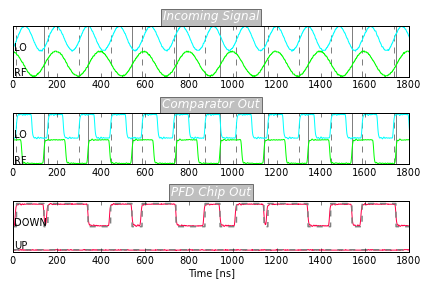 Incoming Signal
LO
RF
0 200 400 600 800 1000 1200 1400 1600 1800
Comparator Out
LO
RF
0 200 400 600 800 1000 1200 1400 1600 1800
PFD Chip Out
DOWN
UP
0 200 400 600 800 1000 1200 1400 1600 1800
Time [ns]